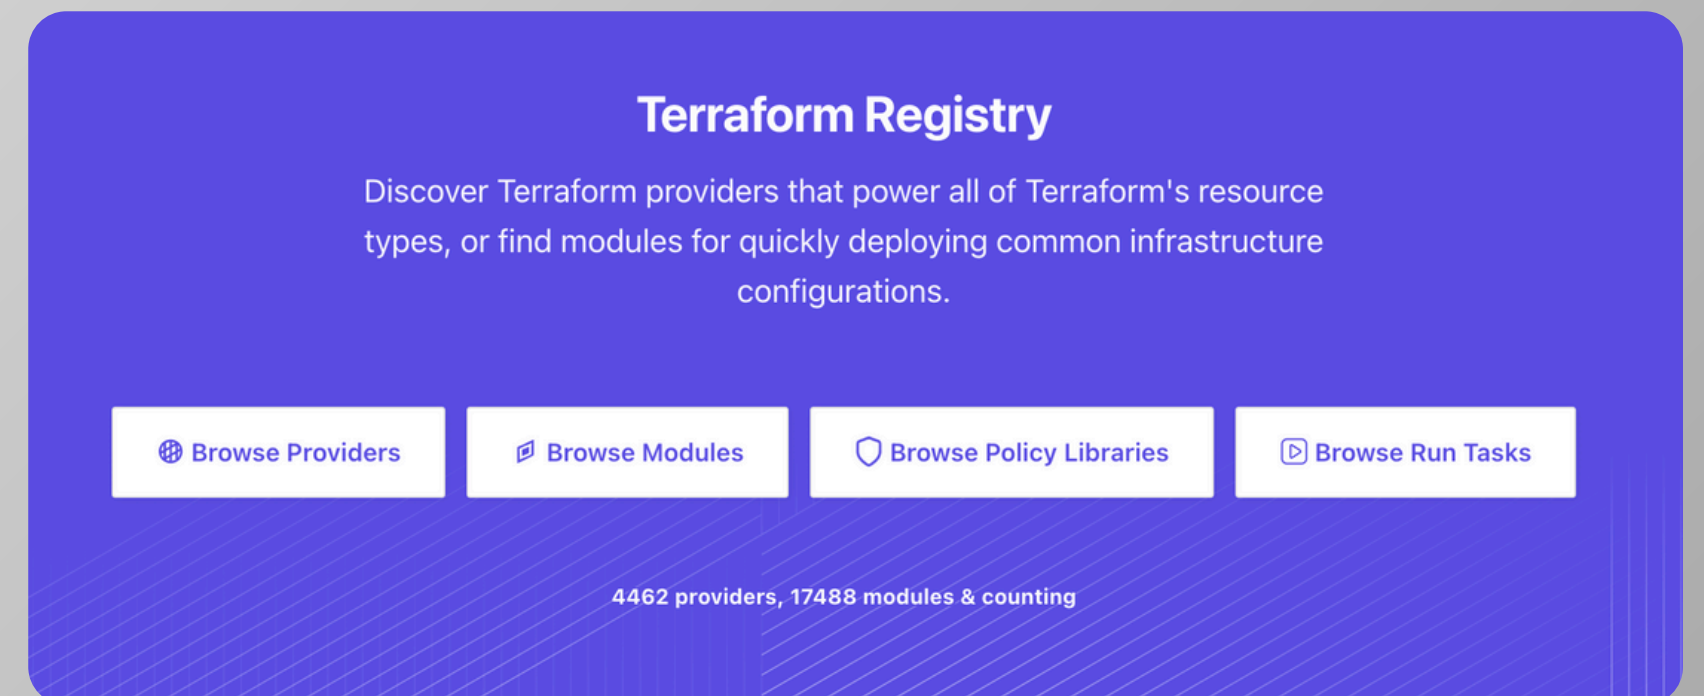 Terraform Registry
Discover Terraform providers that power all of Terraform's resource
types, or find modules for quickly deploying common infrastructure
configurations.
Browse Providers
Browse Modules
Browse Policy Libraries
Browse Run Tasks
4462 providers, 17488 modules & counting